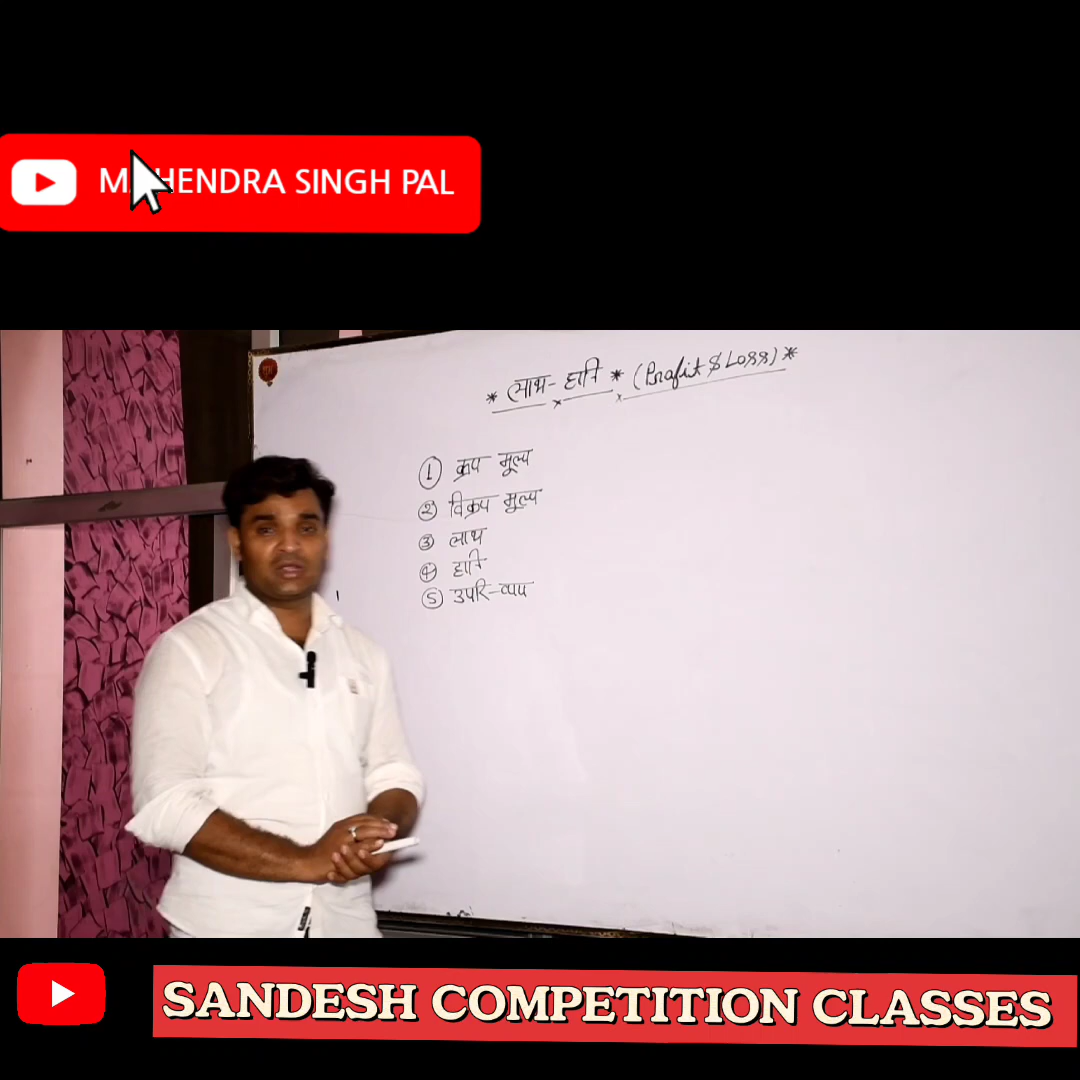 MAHENDRA SINGH PAL
* लाभ-हानि * (Profit & Loss) *
① क्रय मूल्य
② विक्रय मूल्य
③ लाभ
④ हानि
⑤ उपरि-व्यय
SANDESH COMPETITION CLASSES